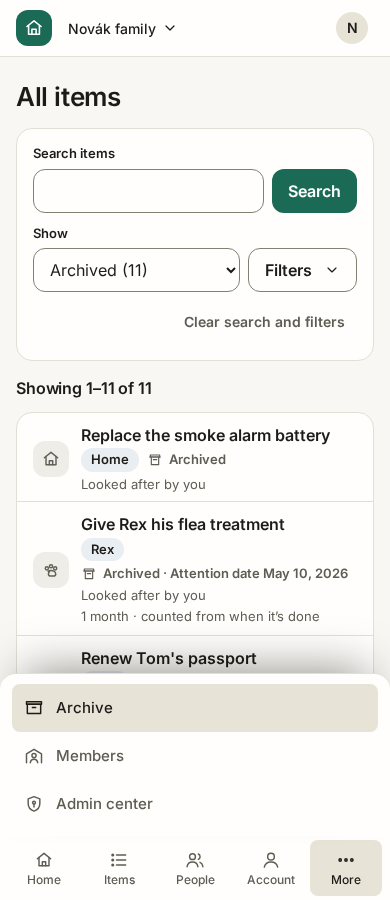 Novák family
N
All items
Search items
Search
Show
Archived (11)
Filters
Clear search and filters
Showing 1–11 of 11
Replace the smoke alarm battery
Home Archived
Looked after by you
Give Rex his flea treatment
Rex
Archived · Attention date May 10, 2026
Looked after by you
1 month · counted from when it’s done
Renew Tom's passport
Archive
Members
Admin center
Home Items People Account More